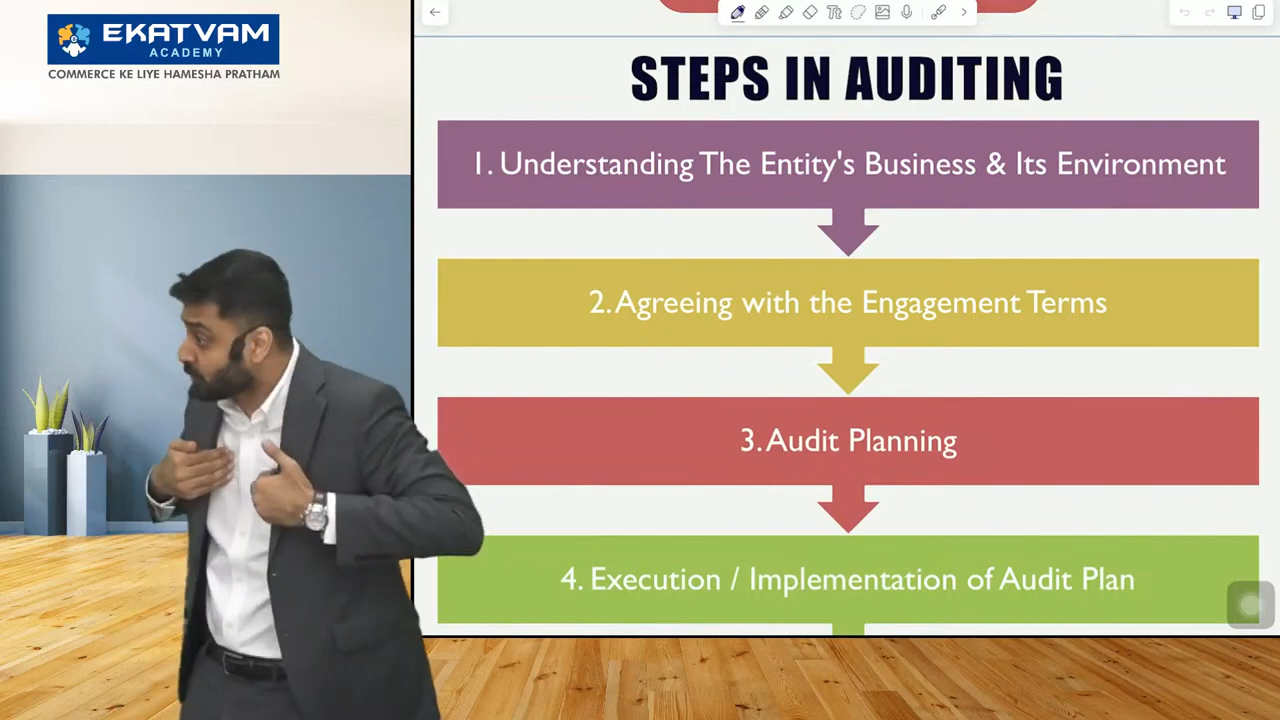 EKATVAM
ACADEMY
COMMERCE KE LIYE HAMESHA PRATHAM
STEPS IN AUDITING
1. Understanding The Entity's Business & Its Environment
2. Agreeing with the Engagement Terms
3. Audit Planning
4. Execution / Implementation of Audit Plan